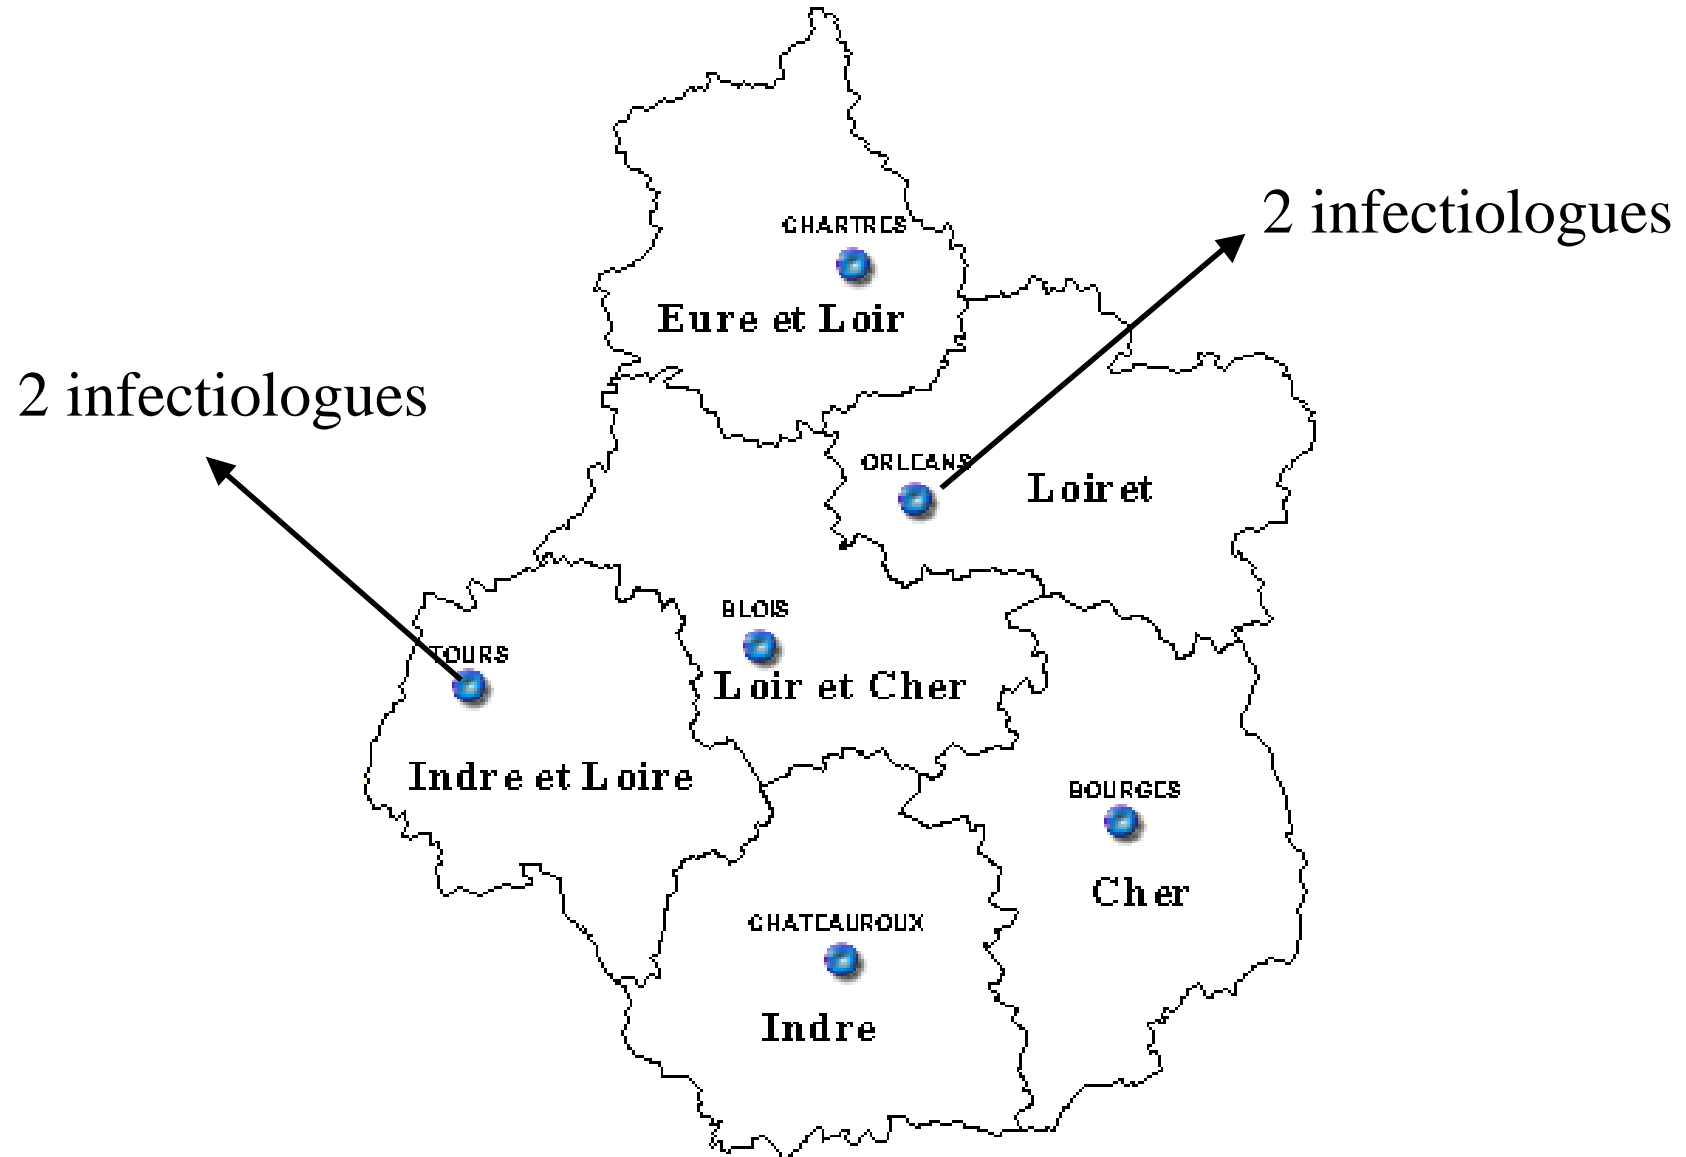 CHARTRES
2 infectiologues
Eure et Loir
2 infectiologues
ORLEANS
Loiret
BLOIS
TOURS
Loir et Cher
Indre et Loire
BOURGES
Cher
CHATEAUROUX
Indre